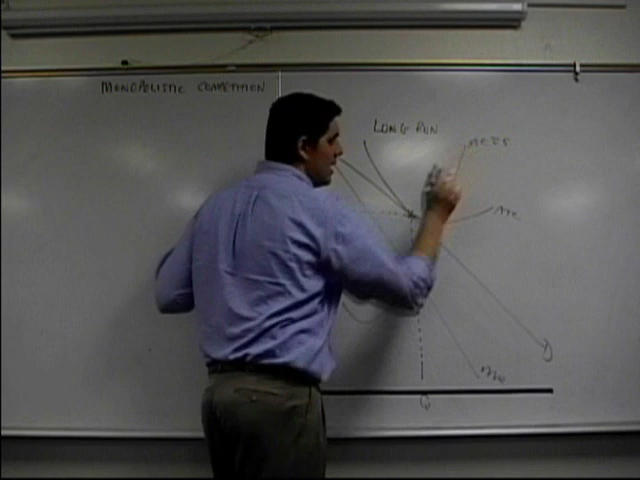 MONOPOLISTIC COMPETITION
LONG RUN
MC=S
ATC
D
MR
Q